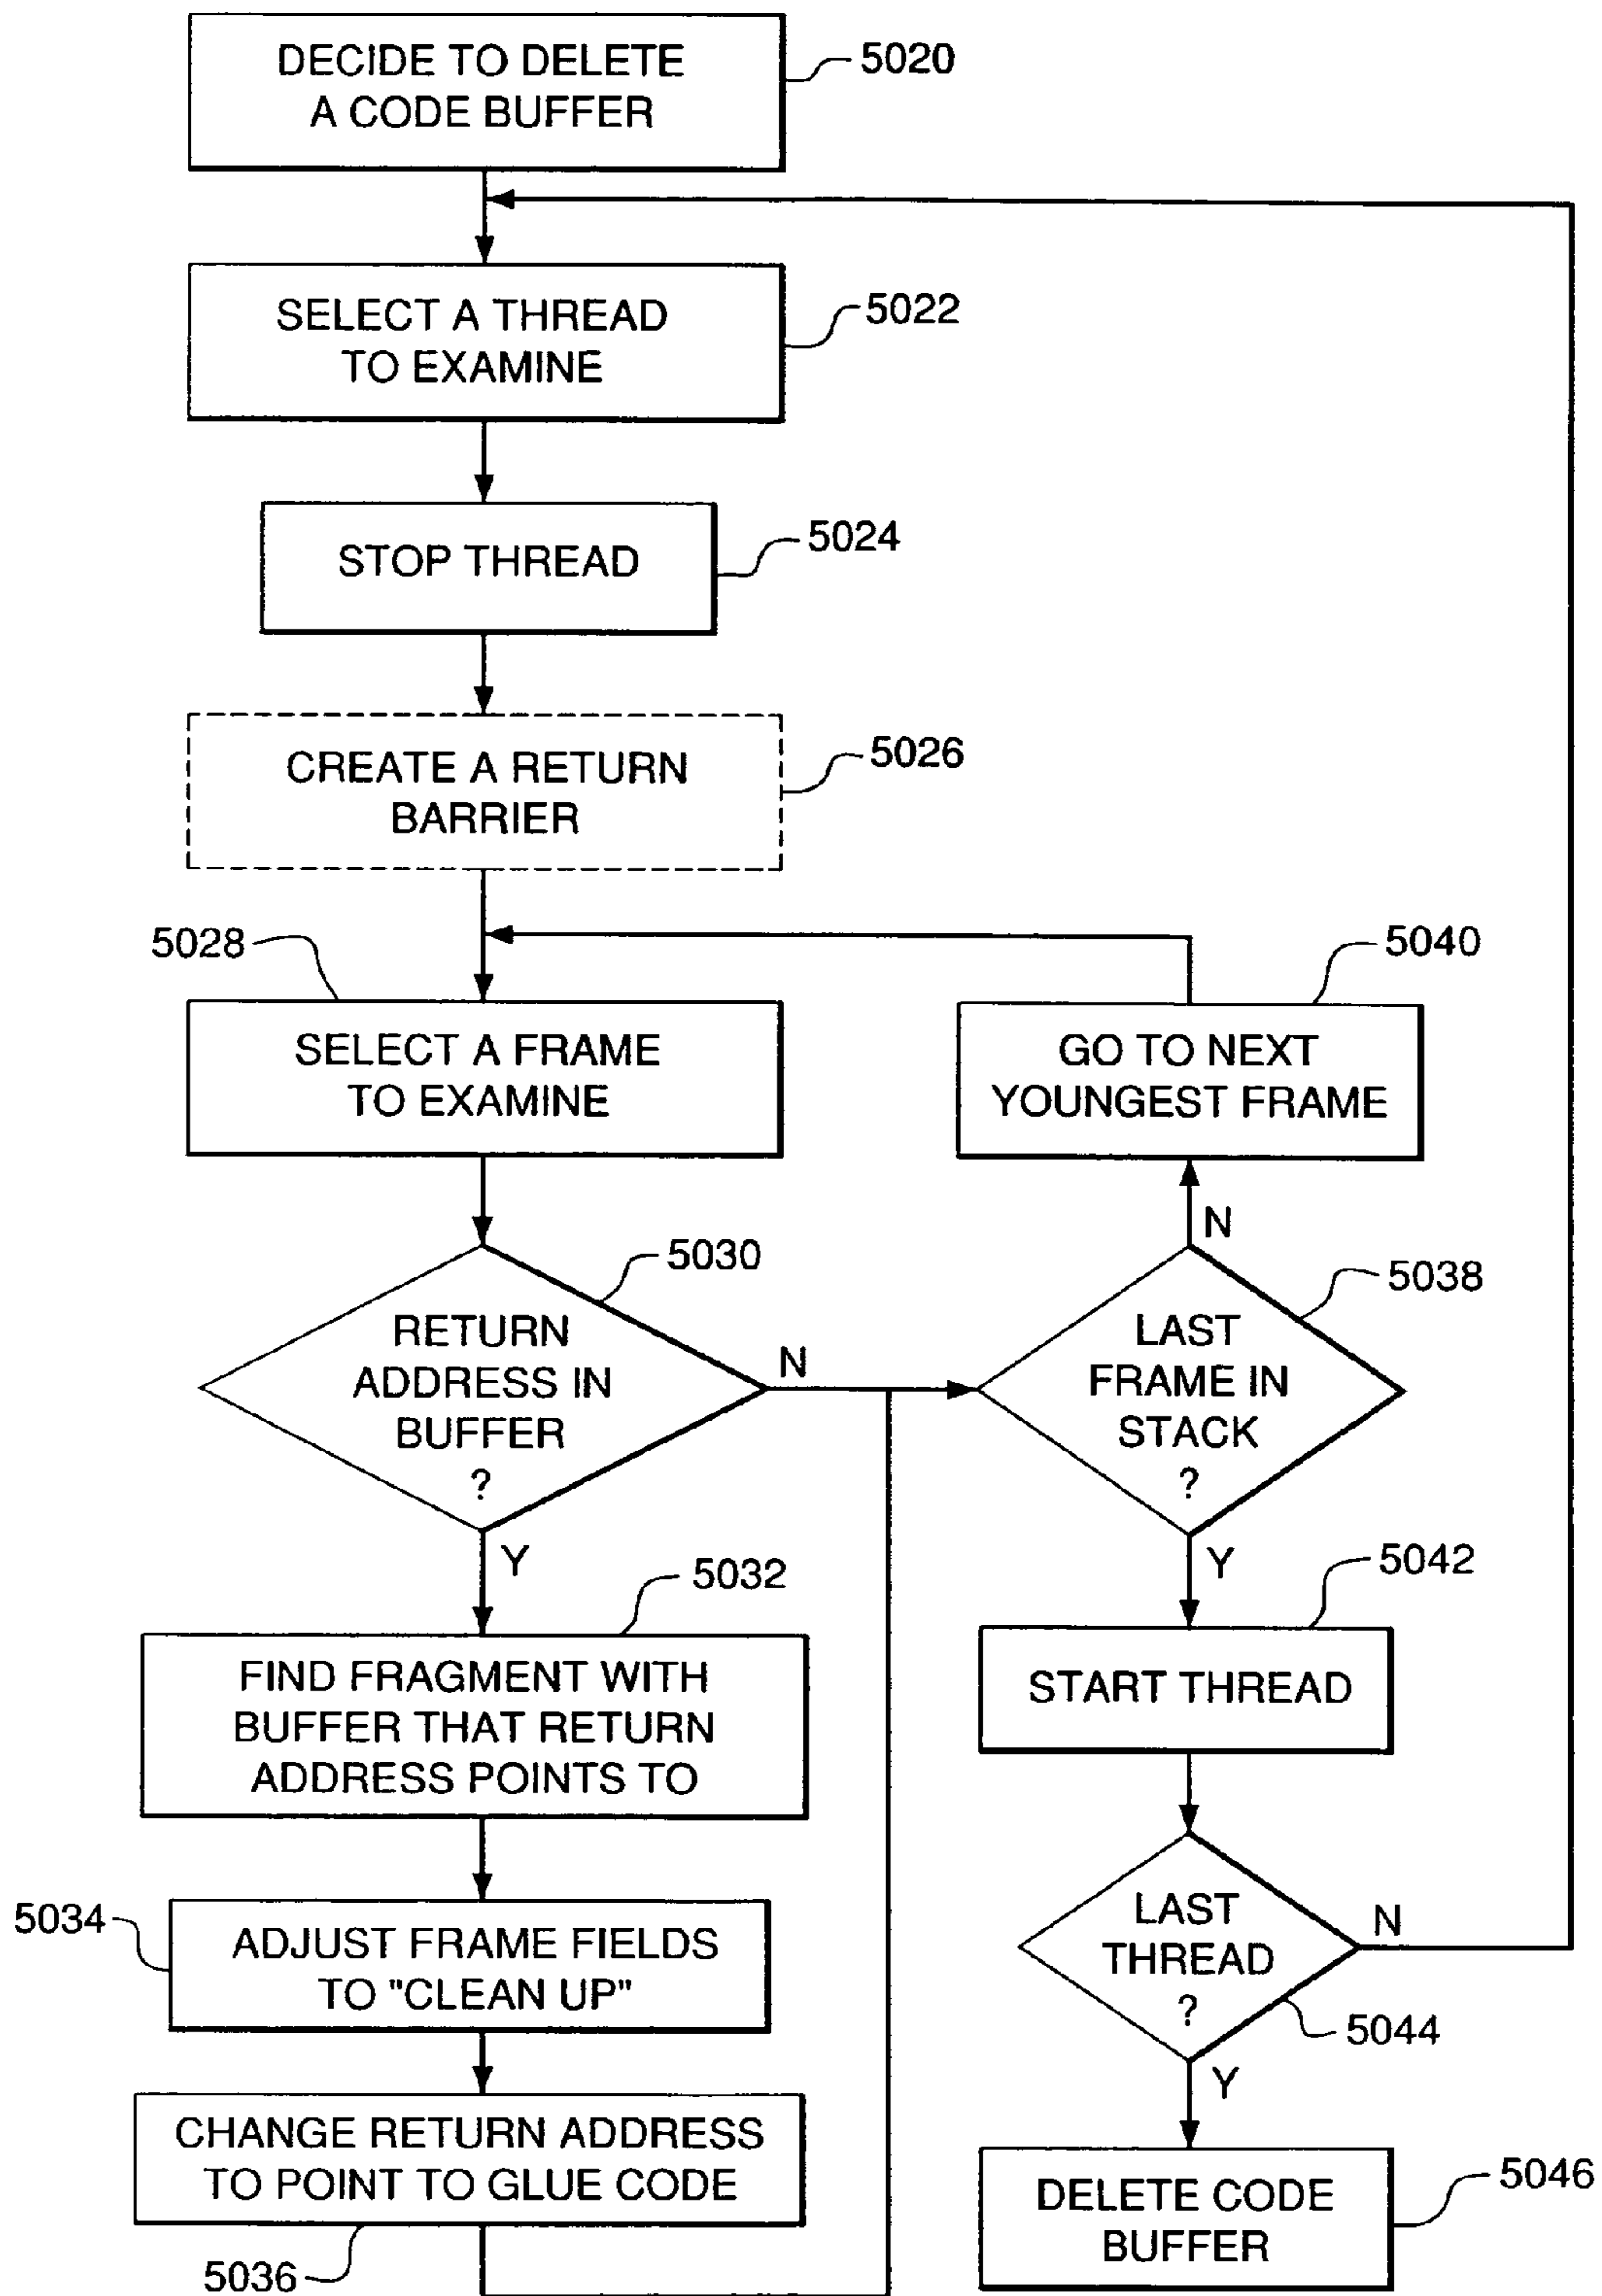 DECIDE TO DELETE
A CODE BUFFER
5020
SELECT A THREAD
TO EXAMINE
5022
STOP THREAD
5024
CREATE A RETURN
BARRIER
5026
5028
SELECT A FRAME
TO EXAMINE
5040
GO TO NEXT
YOUNGEST FRAME
N
5030
RETURN
ADDRESS IN
BUFFER
?
N
5038
LAST
FRAME IN
STACK
?
Y
Y
5032
FIND FRAGMENT WITH
BUFFER THAT RETURN
ADDRESS POINTS TO
5042
START THREAD
5034
ADJUST FRAME FIELDS
TO "CLEAN UP"
LAST
THREAD
?
N
5044
Y
CHANGE RETURN ADDRESS
TO POINT TO GLUE CODE
5036
DELETE CODE
BUFFER
5046